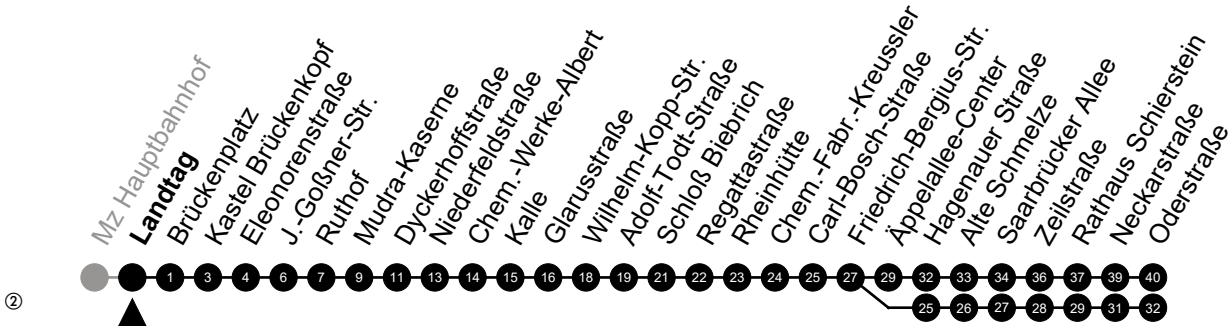 Mz Hauptbahnhof
Landtag
Brückenplatz
Kastel Brückenkopf
Eleonorenstraße
J.-Goßner-Str.
Ruthof
Mudra-Kaserne
Dyckerhoffstraße
Niederfeldstraße
Chem.-Werke-Albert
Kalle
Glarusstraße
Wilhelm-Kopp-Str.
Adolf-Todt-Straße
Schloß Biebrich
Regattastraße
Rheinhütte
Chem.-Fabr.-Kreussler
Carl-Bosch-Straße
Friedrich-Bergius-Str.
Äppelallee-Center
Hagenauer Straße
Alte Schmelze
Saarbrücker Allee
Zeilstraße
Rathaus Schierstein
Neckarstraße
Oderstraße
1 3 4 6 7 9 11 13 14 15 16 18 19 21 22 23 24 25 27 29 32 33 34 36 37 39 40
② 25 26 27 28 29 31 32